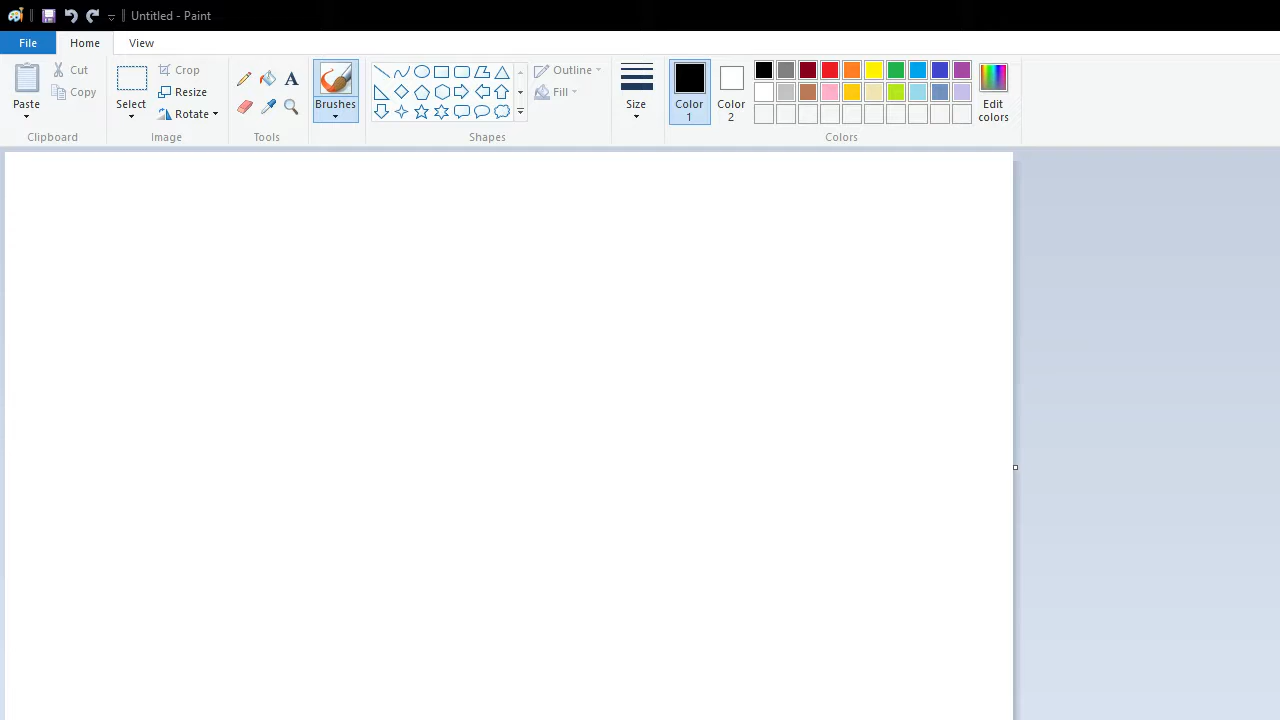 Untitled - Paint
File Home View
Paste
Cut
Copy
Clipboard
Select
Crop
Resize
Rotate
Image
A
Tools
Brushes
Outline
Fill
Shapes
Size
Color 1
Color 2
Edit colors
Colors